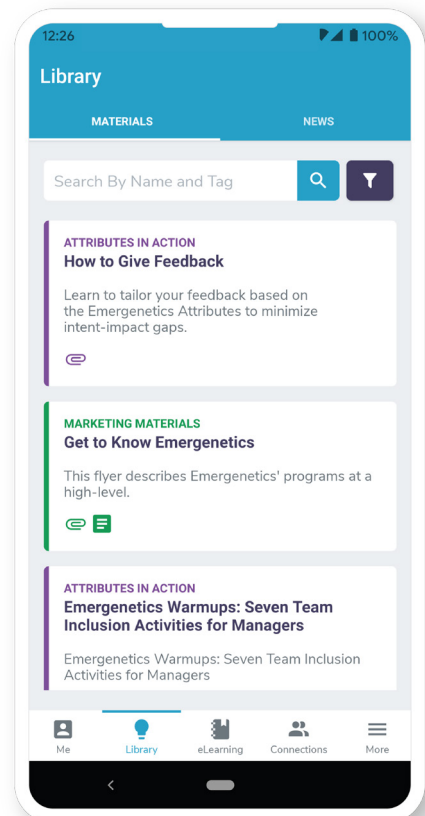 12:26
100%
Library
MATERIALS
NEWS
Search By Name and Tag
ATTRIBUTES IN ACTION
How to Give Feedback
Learn to tailor your feedback based on
the Emergenetics Attributes to minimize
intent-impact gaps.
MARKETING MATERIALS
Get to Know Emergenetics
This flyer describes Emergenetics' programs at a
high-level.
ATTRIBUTES IN ACTION
Emergenetics Warmups: Seven Team
Inclusion Activities for Managers
Emergenetics Warmups: Seven Team Inclusion
Activities for Managers
Me
Library
eLearning
Connections
More